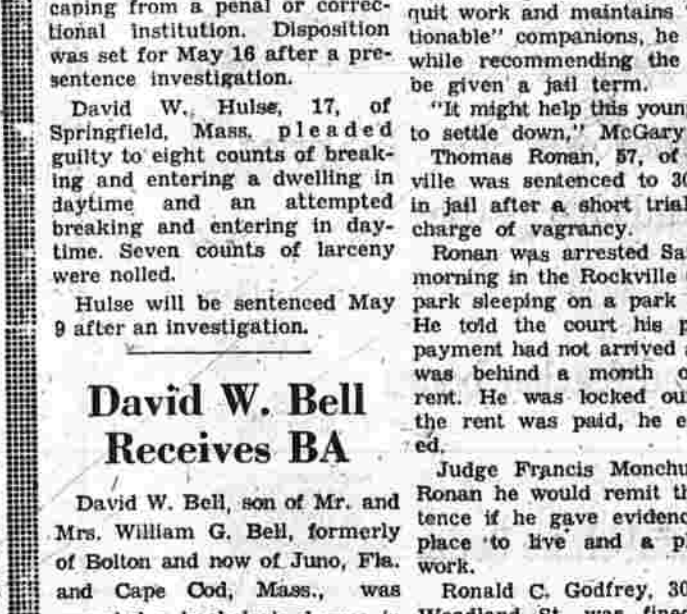 caping from a penal or correc-
tional institution. Disposition
was set for May 16 after a pre-
sentence investigation.
David W. Hulse, 17, of
Springfield, Mass. pleaded
guilty to eight counts of break-
ing and entering a dwelling in
daytime and an attempted
breaking and entering in day-
time. Seven counts of larceny
were nolled.
Hulse will be sentenced May
9 after an investigation.
David W. Bell
Receives BA
David W. Bell, son of Mr. and
Mrs. William G. Bell, formerly
of Bolton and now of Juno, Fla.
and Cape Cod, Mass., was
quit work and maintains
tionable" companions, he
while recommending the
be given a jail term.
"It might help this youn
to settle down," McGary
Thomas Ronan, 57, of
ville was sentenced to 30
in jail after a short trial
charge of vagrancy.
Ronan was arrested Sa
morning in the Rockville
park sleeping on a park
He told the court his p
payment had not arrived
was behind a month o
rent. He was locked ou
the rent was paid, he e
ed.
Judge Francis Monchu
Ronan he would remit th
tence if he gave evidenc
place to live and a pl
work.
Ronald C. Godfrey, 30
Woodland St. was fine